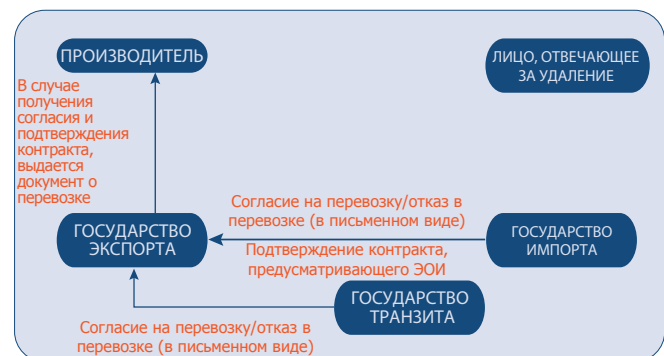 ПРОИЗВОДИТЕЛЬ
ЛИЦО, ОТВЕЧАЮЩЕЕ
ЗА УДАЛЕНИЕ
В случае
получения
согласия и
подтверждения
контракта,
выдается
документ о
перевозке
Согласие на перевозку/отказ в
перевозке (в письменном виде)
ГОСУДАРСТВО
ЭКСПОРТА
ГОСУДАРСТВО
ИМПОРТА
Подтверждение контракта,
предусматривающего ЭОИ
ГОСУДАРСТВО
ТРАНЗИТА
Согласие на перевозку/отказ в
перевозке (в письменном виде)